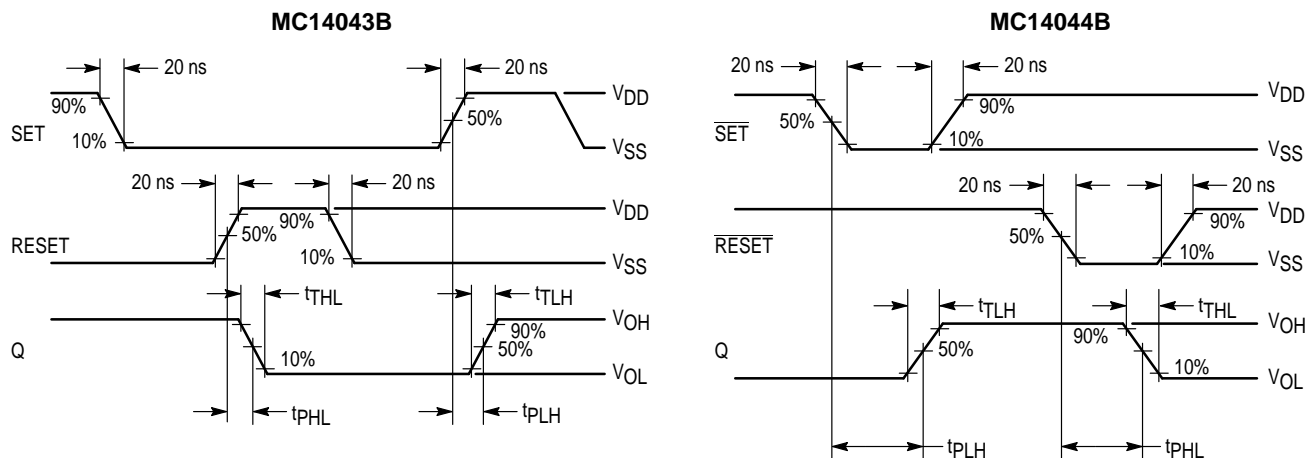 MC14043B
20 ns
20 ns
90%
10%
50%
SET
VDD
VSS
20 ns
20 ns
50%
90%
10%
RESET
VDD
VSS
tTHL
tTLH
10%
90%
50%
Q
VOH
VOL
tPHL
tPLH
MC14044B
20 ns
20 ns
50%
90%
10%
SET
VDD
VSS
20 ns
20 ns
50%
90%
10%
RESET
VDD
VSS
tTLH
tTHL
50%
90%
10%
Q
VOH
VOL
tPLH
tPHL